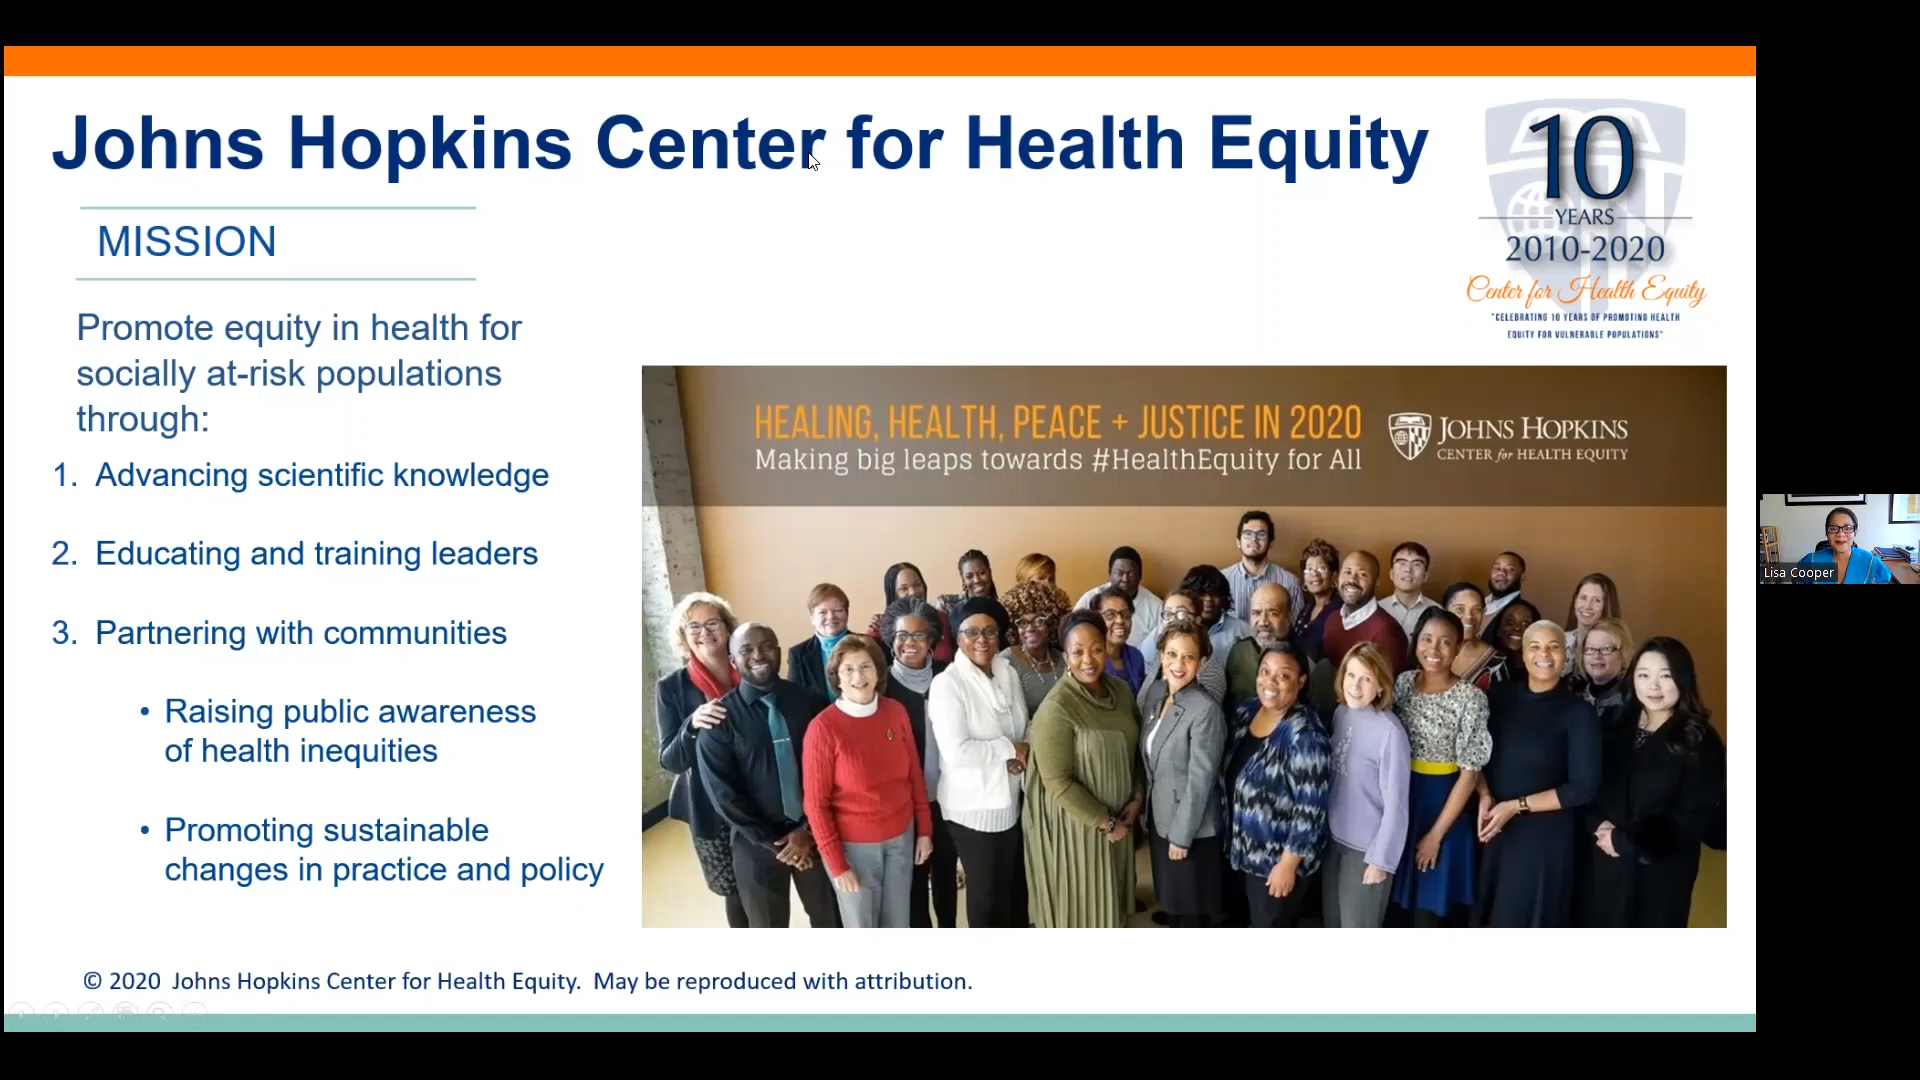 Johns Hopkins Center for Health Equity
10
YEARS
2010-2020
Center for Health Equity
"CELEBRATING 10 YEARS OF PROMOTING HEALTH
EQUITY FOR VULNERABLE POPULATIONS"
MISSION
Promote equity in health for
socially at-risk populations
through:
1. Advancing scientific knowledge
2. Educating and training leaders
3. Partnering with communities
• Raising public awareness
of health inequities
• Promoting sustainable
changes in practice and policy
HEALING, HEALTH, PEACE + JUSTICE IN 2020
Making big leaps towards #HealthEquity for All
JOHNS HOPKINS
CENTER for HEALTH EQUITY
Lisa Cooper
© 2020 Johns Hopkins Center for Health Equity. May be reproduced with attribution.